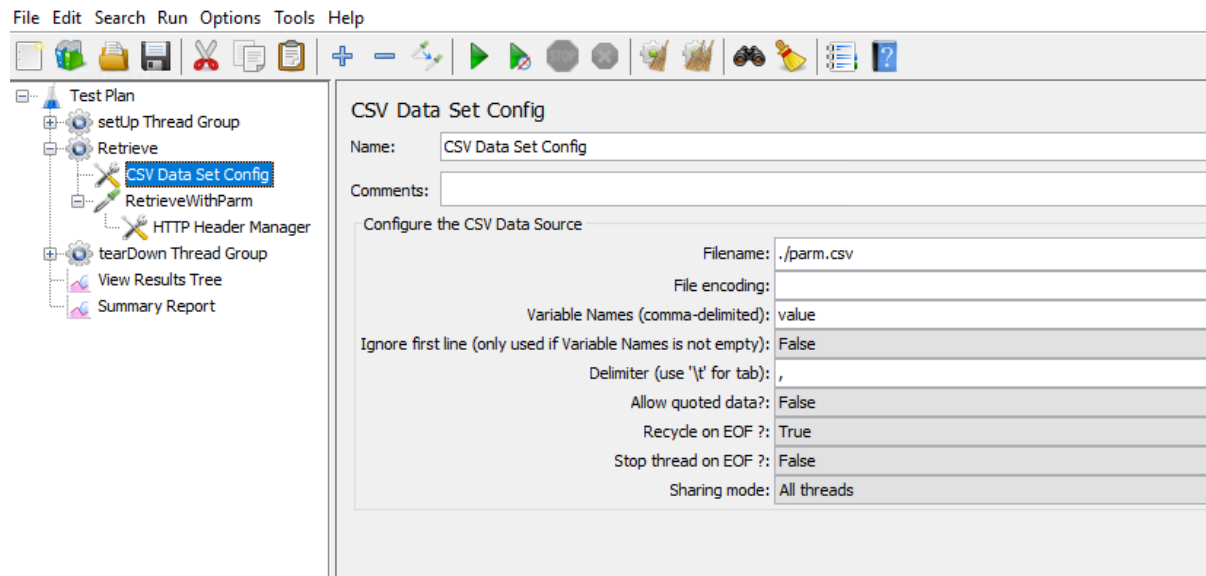 File Edit Search Run Options Tools Help
STOP
Test Plan
setUp Thread Group
Retrieve
CSV Data Set Config
RetrieveWithParm
HTTP Header Manager
tearDown Thread Group
View Results Tree
Summary Report
CSV Data Set Config
Name: CSV Data Set Config
Comments:
Configure the CSV Data Source
Filename: ./parm.csv
File encoding:
Variable Names (comma-delimited): value
Ignore first line (only used if Variable Names is not empty): False
Delimiter (use '\t' for tab): ,
Allow quoted data?: False
Recycle on EOF ?: True
Stop thread on EOF ?: False
Sharing mode: All threads